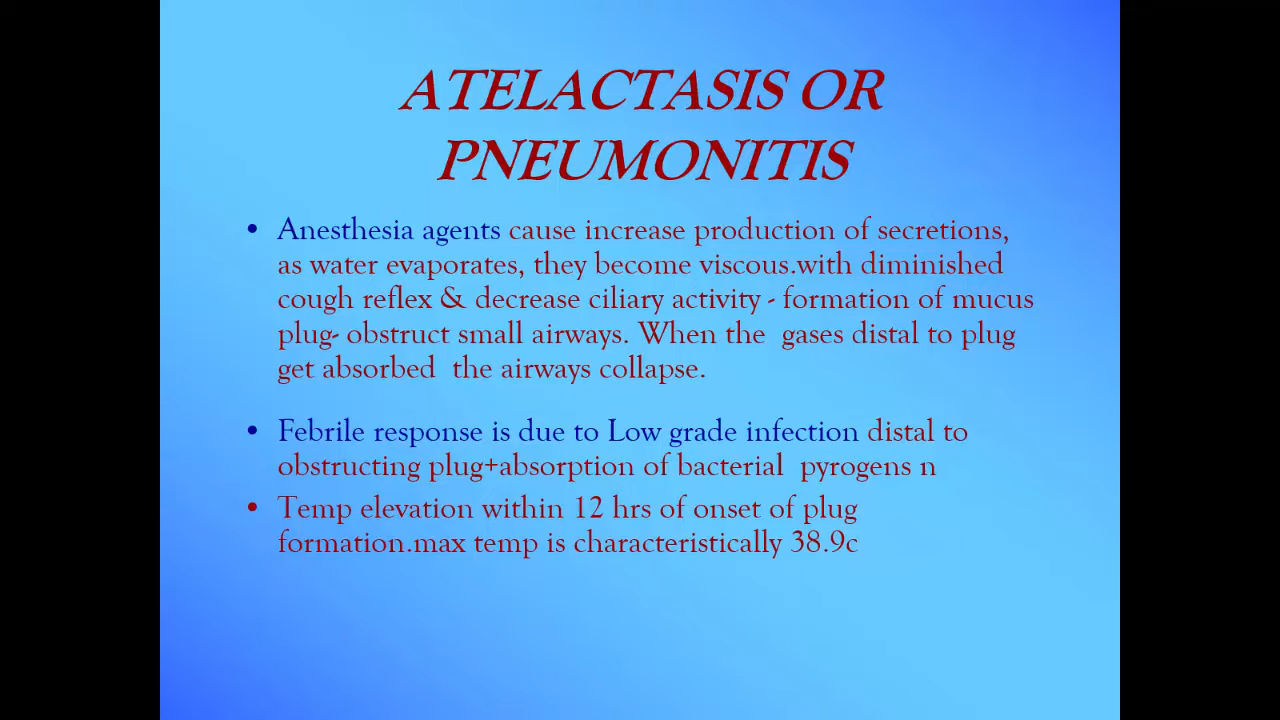 ATELACTASIS OR
PNEUMONITIS
• Anesthesia agents cause increase production of secretions,
as water evaporates, they become viscous.with diminished
cough reflex & decrease ciliary activity - formation of mucus
plug- obstruct small airways. When the gases distal to plug
get absorbed the airways collapse.
• Febrile response is due to Low grade infection distal to
obstructing plug+absorption of bacterial pyrogens n
• Temp elevation within 12 hrs of onset of plug
formation.max temp is characteristically 38.9c